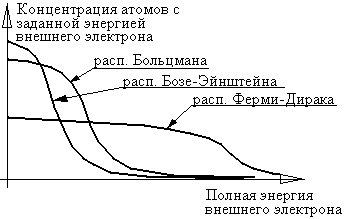 Концентрация атомов с
заданной энергией
внешнего электрона
расп. Больцмана
расп. Бозе-Эйнштейна
расп. Ферми-Дирака
Полная энергия
внешнего электрона